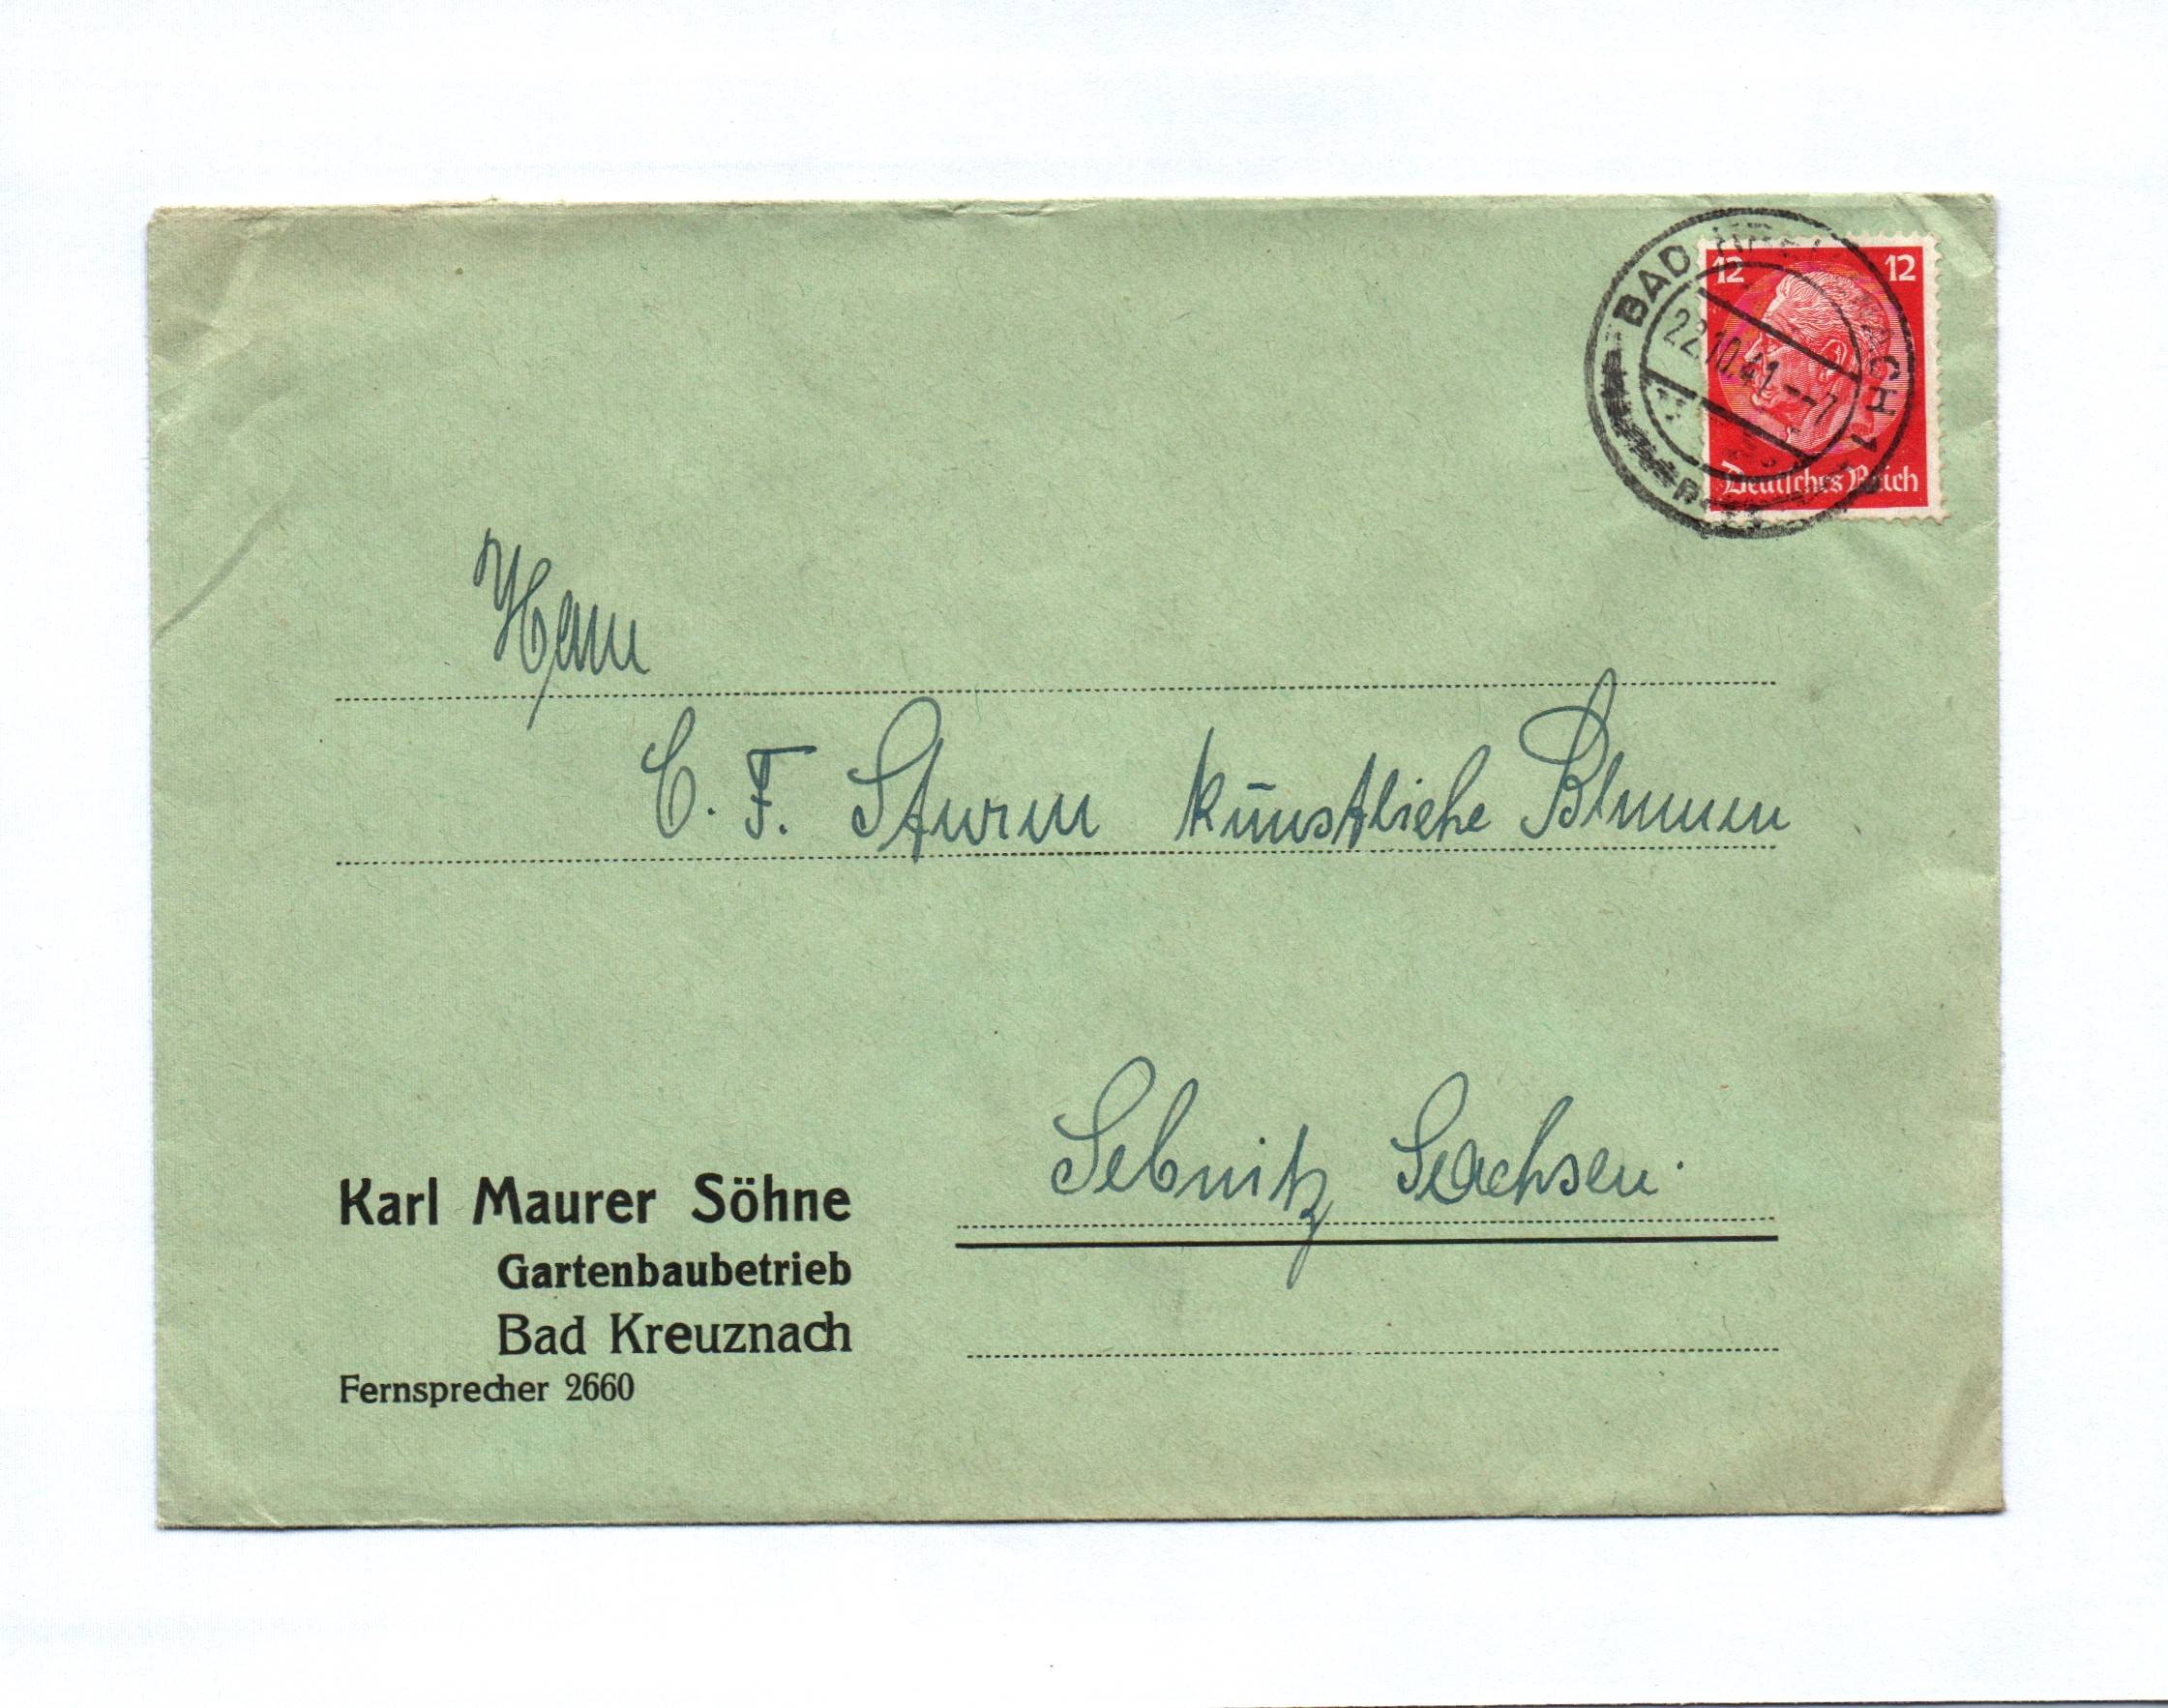 12 12
BAD KREUZNACH 1
22.10.41.--7
Deutsches Reich
Herrn
C. F. Sturm künstliche Blumen
Sebnitz Sachsen.
Karl Maurer Söhne
Gartenbaubetrieb
Bad Kreuznach
Fernsprecher 2660